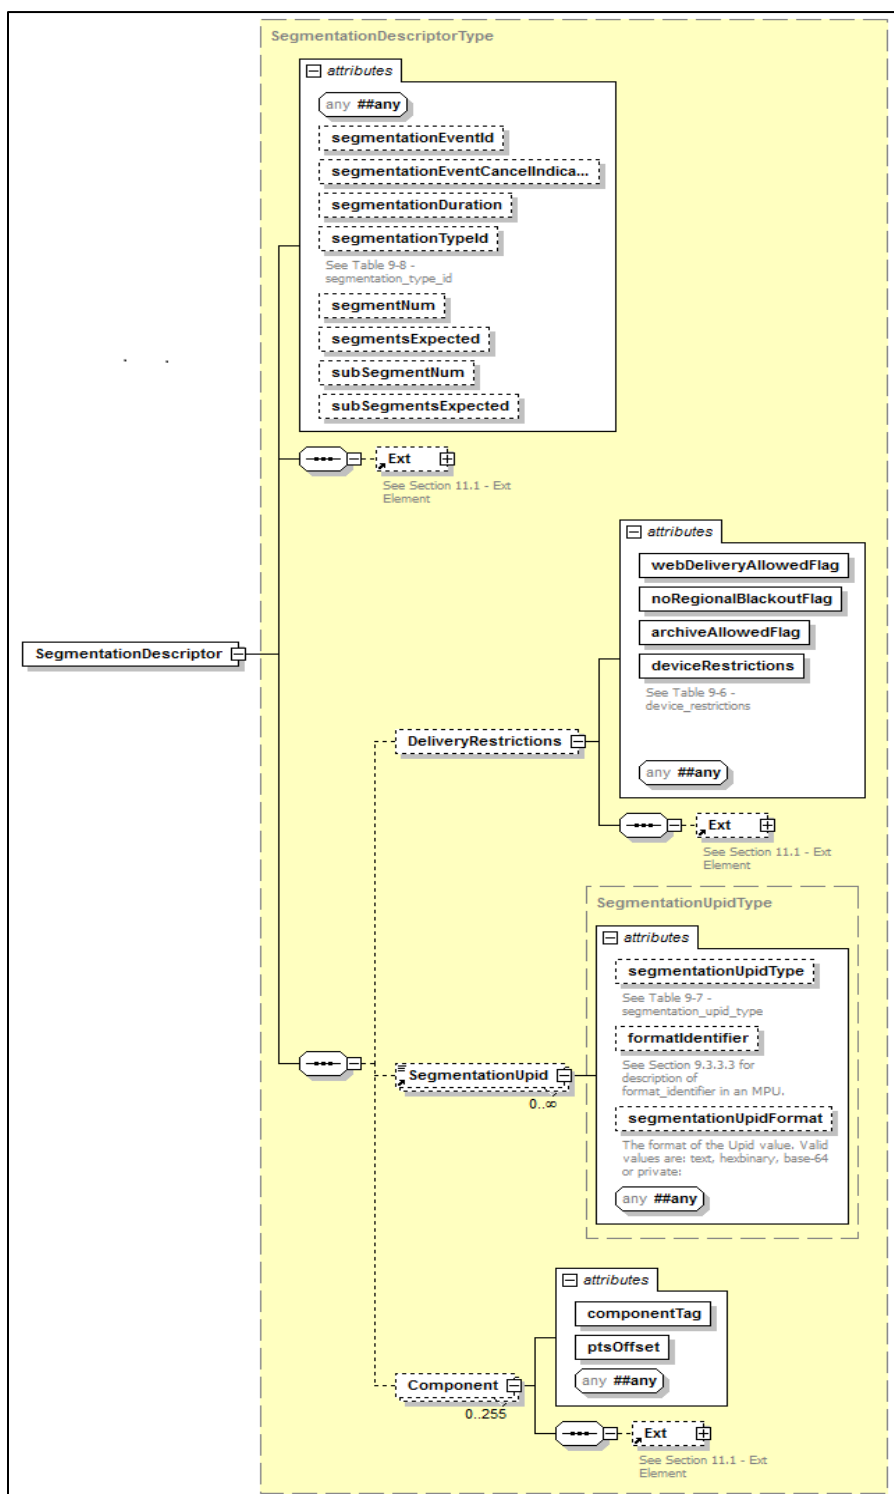 SegmentationDescriptorType
attributes
any ##any
segmentationEventId
segmentationEventCancelIndica...
segmentationDuration
segmentationTypeId
See Table 9-8 -
segmentation_type_id
segmentNum
segmentsExpected
subSegmentNum
subSegmentsExpected
Ext
See Section 11.1 - Ext
Element
attributes
webDeliveryAllowedFlag
noRegionalBlackoutFlag
archiveAllowedFlag
deviceRestrictions
See Table 9-6 -
device_restrictions
any ##any
SegmentationDescriptor
DeliveryRestrictions
Ext
See Section 11.1 - Ext
Element
SegmentationUpidType
attributes
segmentationUpidType
See Table 9-7 -
segmentation_upid_type
formatIdentifier
See Section 9.3.3.3 for
description of
format_identifier in an MPU.
segmentationUpidFormat
The format of the Upid value. Valid
values are: text, hexbinary, base-64
or private:
any ##any
SegmentationUpid
0..∞
attributes
componentTag
ptsOffset
any ##any
Component
0..255
Ext
See Section 11.1 - Ext
Element